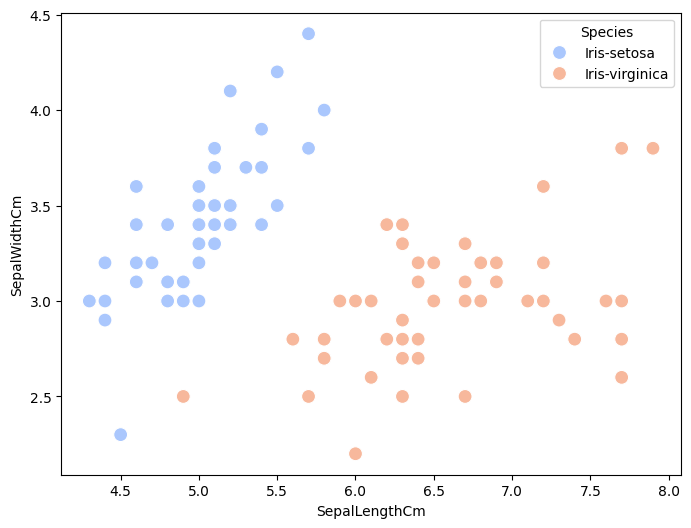 Species
Iris-setosa
Iris-virginica
4.5
4.0
3.5
3.0
2.5
SepalWidthCm
4.5 5.0 5.5 6.0 6.5 7.0 7.5 8.0
SepalLengthCm